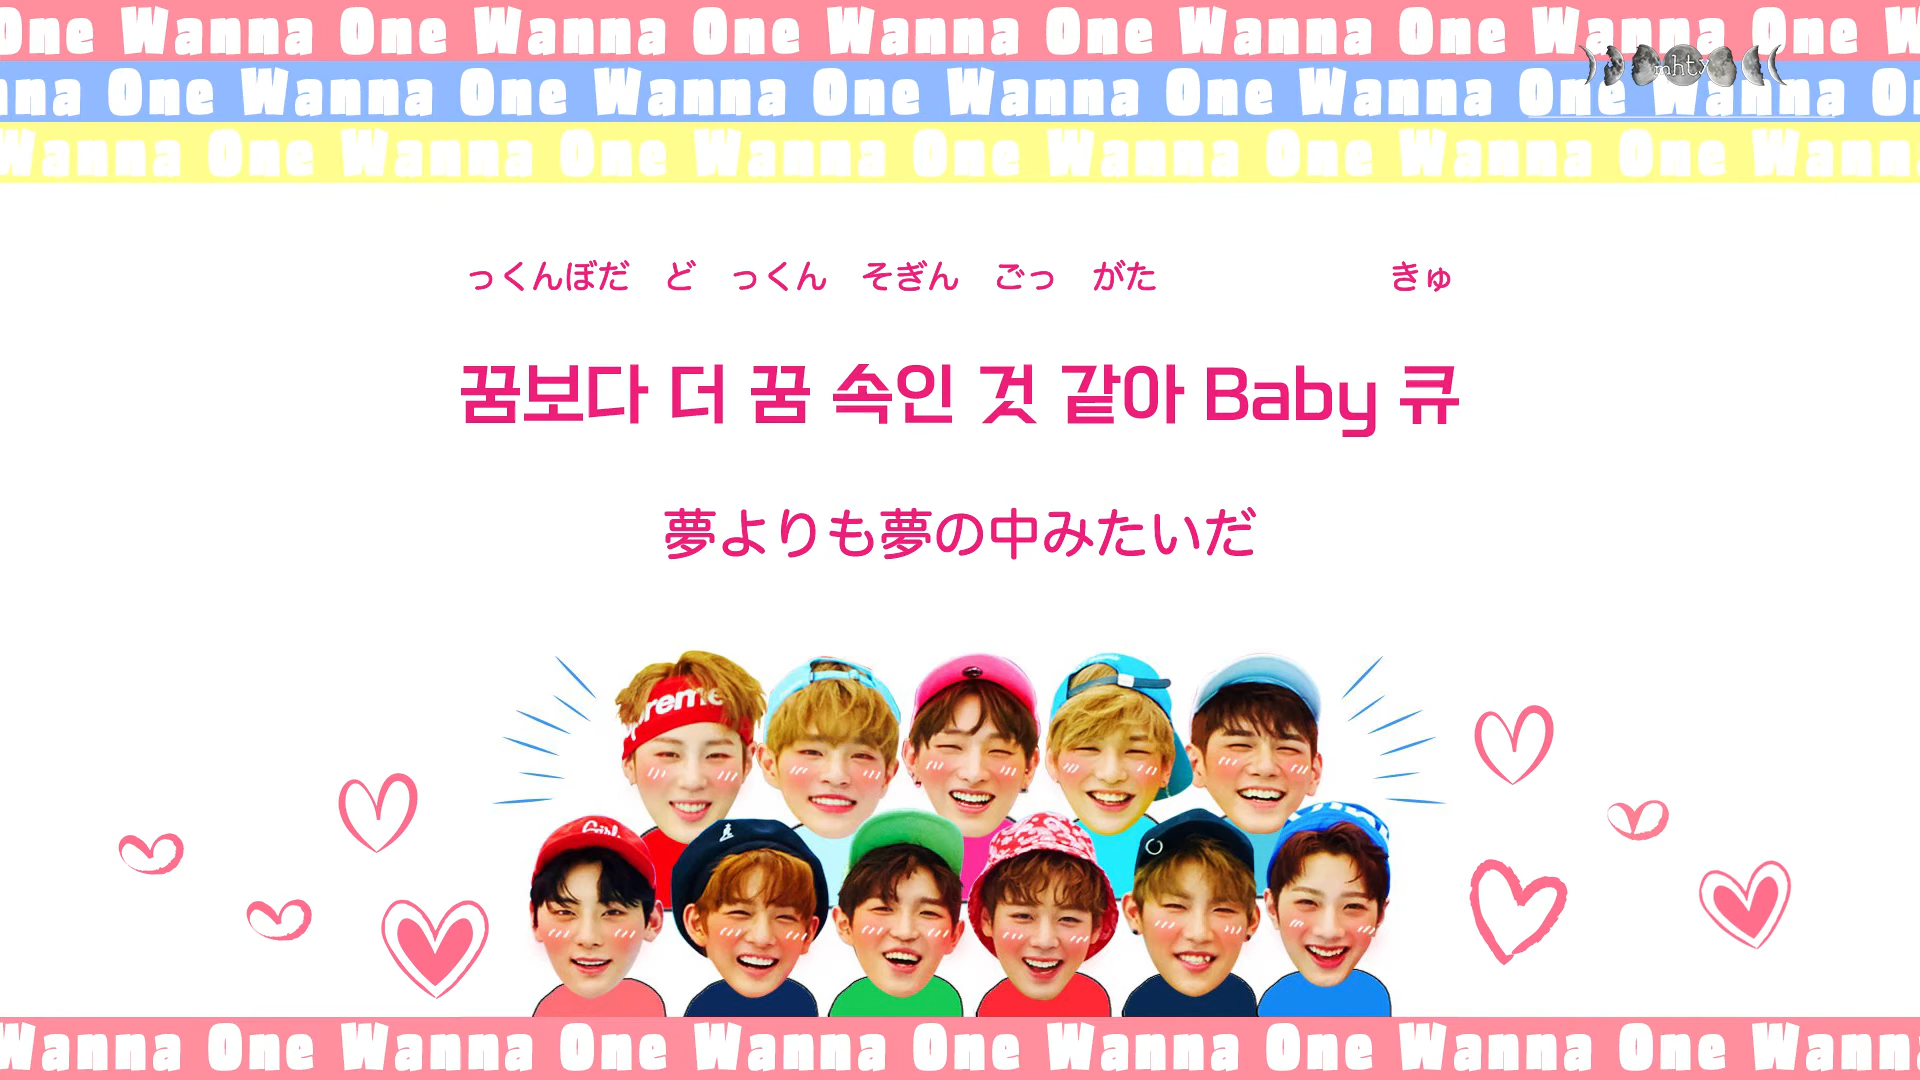 One Wanna One Wanna One Wanna One Wanna One Wanna One W
nna One Wanna One Wanna One Wanna One Wanna One Wanna O
Wanna One Wanna One Wanna One Wanna One Wanna One Wann
mhty
っくんぼだ ど っくん そぎん ごっ がた きゅ
꿈보다 더 꿈 속인 것 같아 Baby 큐
夢よりも夢の中みたいだ
preme
Girl.
Wanna One Wanna One Wanna One Wanna One Wanna One Wann